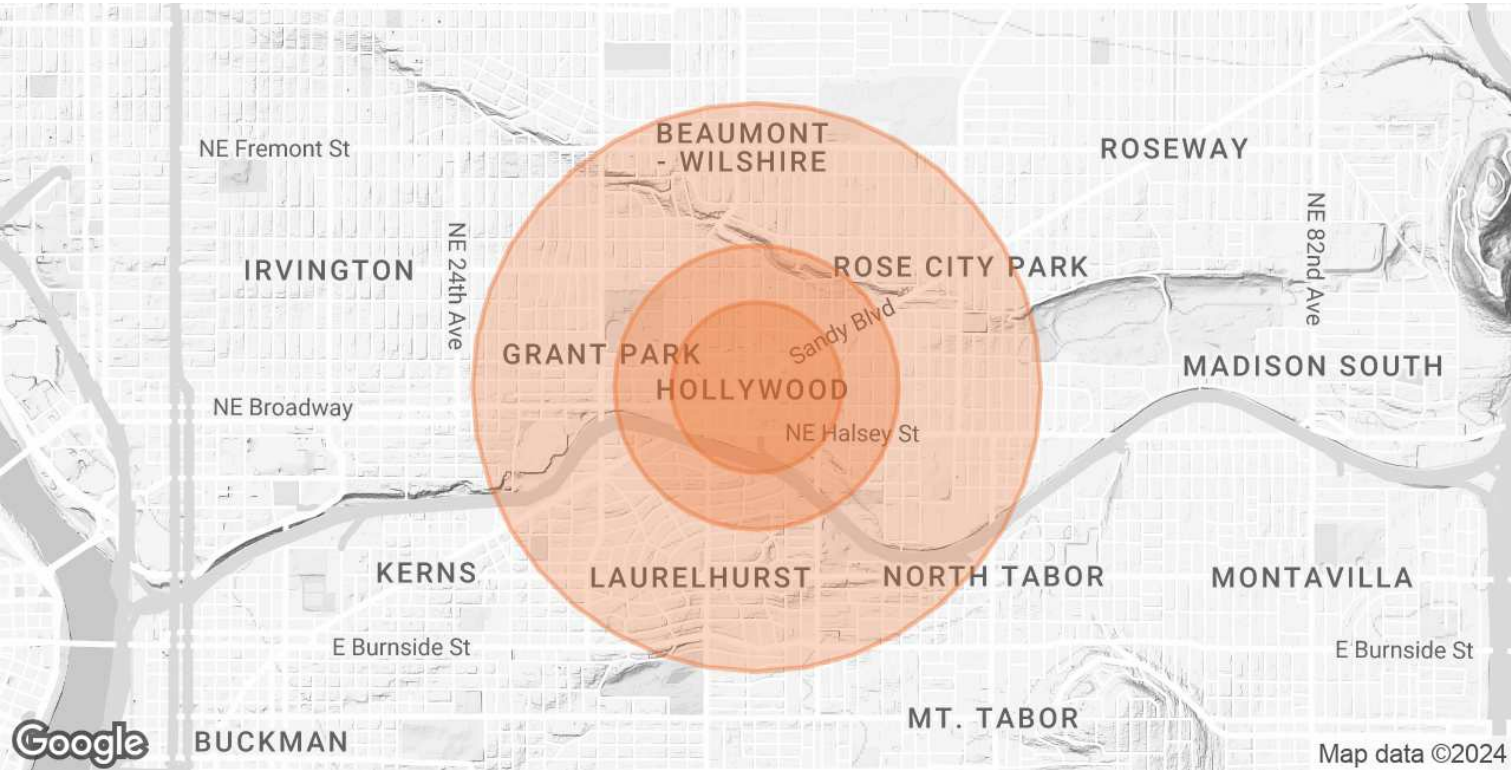 BEAUMONT
- WILSHIRE
NE Fremont St
ROSEWAY
NE 24th Ave
NE 82nd Ave
IRVINGTON
ROSE CITY PARK
Sandy Blvd
GRANT PARK
MADISON SOUTH
HOLLYWOOD
NE Broadway
NE Halsey St
KERNS
LAURELHURST
NORTH TABOR
MONTAVILLA
E Burnside St
E Burnside St
MT. TABOR
Google
BUCKMAN
Map data ©2024